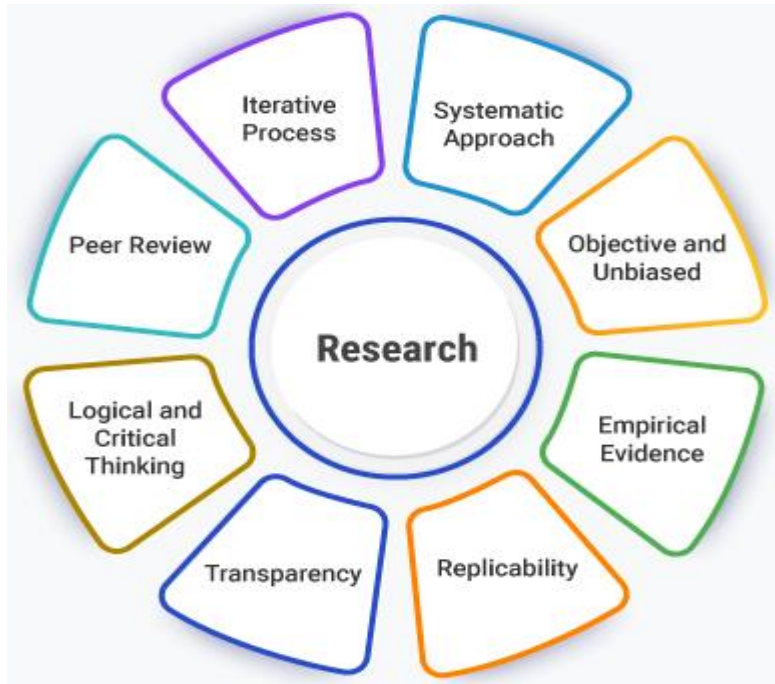 Iterative
Process
Systematic
Approach
Peer Review
Objective and
Unbiased
Research
Logical and
Critical
Thinking
Empirical
Evidence
Transparency
Replicability